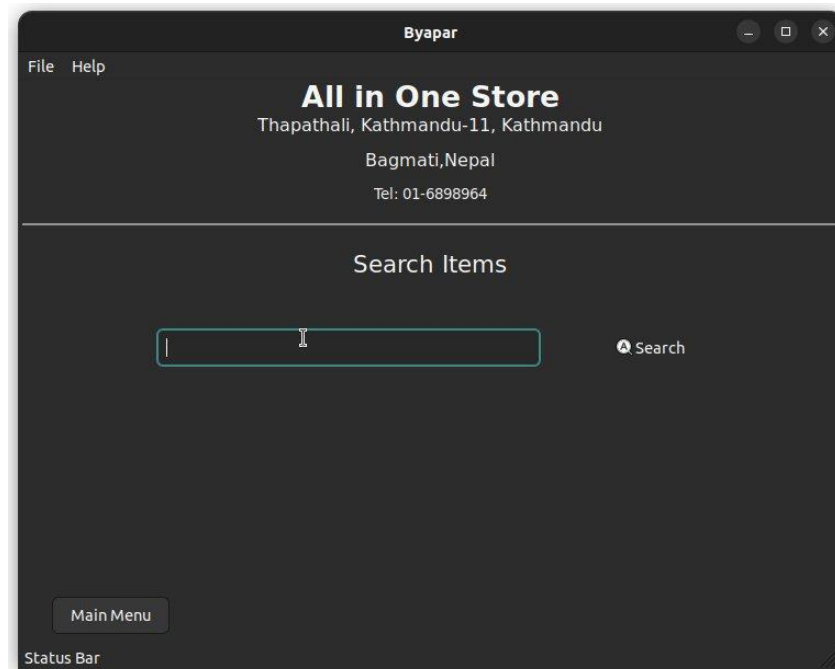 Byapar
File Help
All in One Store
Thapathali, Kathmandu-11, Kathmandu
Bagmati,Nepal
Tel: 01-6898964
Search Items
Search
Main Menu
Status Bar